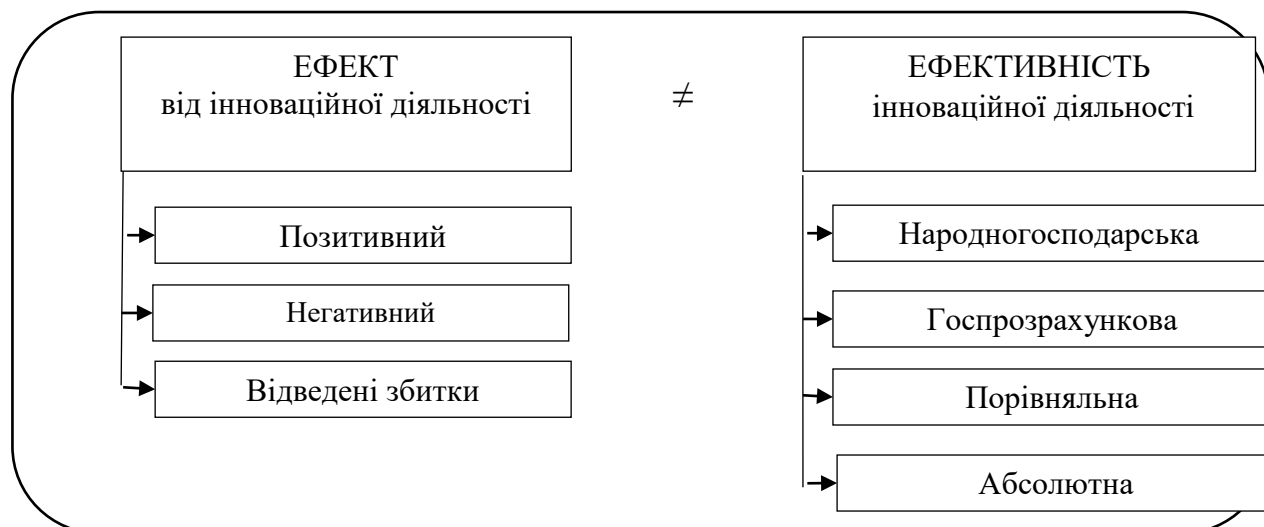 ЕФЕКТ
від інноваційної діяльності
≠
ЕФЕКТИВНІСТЬ
інноваційної діяльності
Позитивний
Негативний
Відведені збитки
Народногосподарська
Госпрозрахункова
Порівняльна
Абсолютна